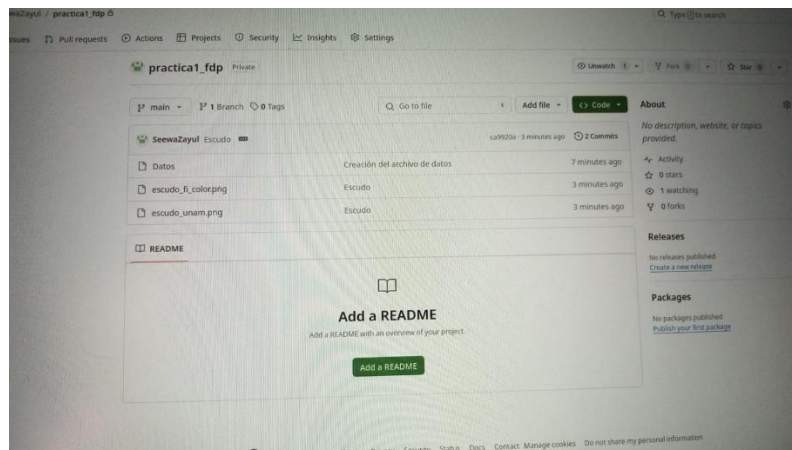 Zayul / practica1_fdp
Type / to search
Pull requests Actions Projects Security Insights Settings
practica1_fdp Private
Unwatch 1 Fork 0 Star 0
main 1 Branch 0 Tags Go to file t Add file <> Code
SeewaZayul Escudo ca9920a · 3 minutes ago 2 Commits
Datos Creación del archivo de datos 7 minutes ago
escudo_fi_color.png Escudo 3 minutes ago
escudo_unam.png Escudo 3 minutes ago
README
Add a README
Add a README with an overview of your project.
Add a README
About
No description, website, or topics
provided.
Activity
0 stars
1 watching
0 forks
Releases
No releases published
Create a new release
Packages
No packages published
Publish your first package
Security Status Docs Contact Manage cookies Do not share my personal information